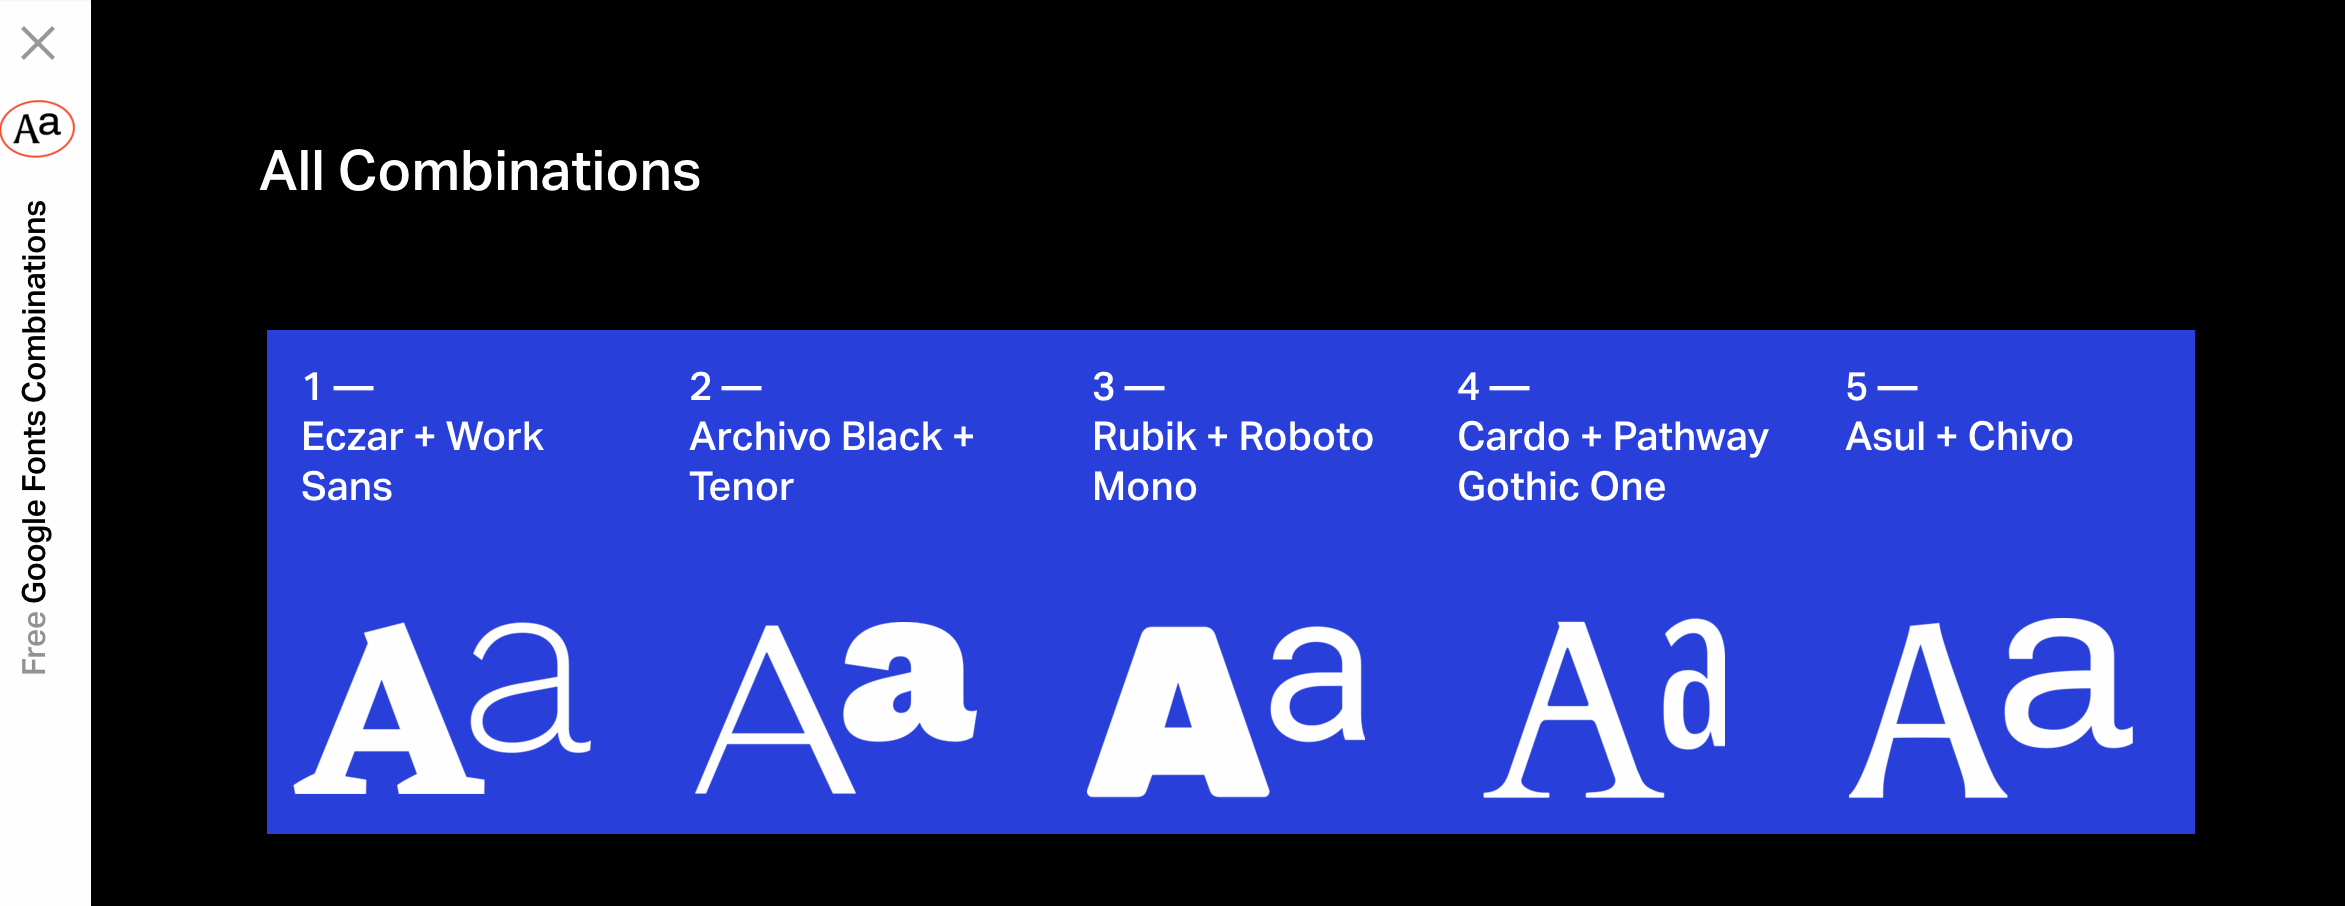 Aa
Free Google Fonts Combinations
All Combinations
1 —
Eczar + Work
Sans
2 —
Archivo Black +
Tenor
3 —
Rubik + Roboto
Mono
4 —
Cardo + Pathway
Gothic One
5 —
Asul + Chivo
Aa
Aa
Aa
Aa
Aa